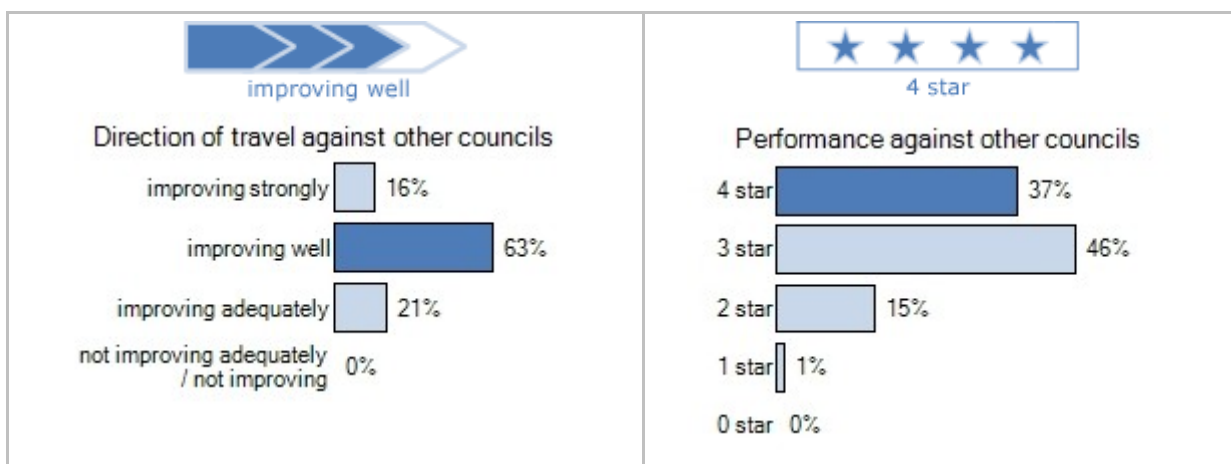 improving well
Direction of travel against other councils
improving strongly 16%
improving well 63%
improving adequately 21%
not improving adequately
/ not improving 0%
4 star
Performance against other councils
4 star 37%
3 star 46%
2 star 15%
1 star 1%
0 star 0%